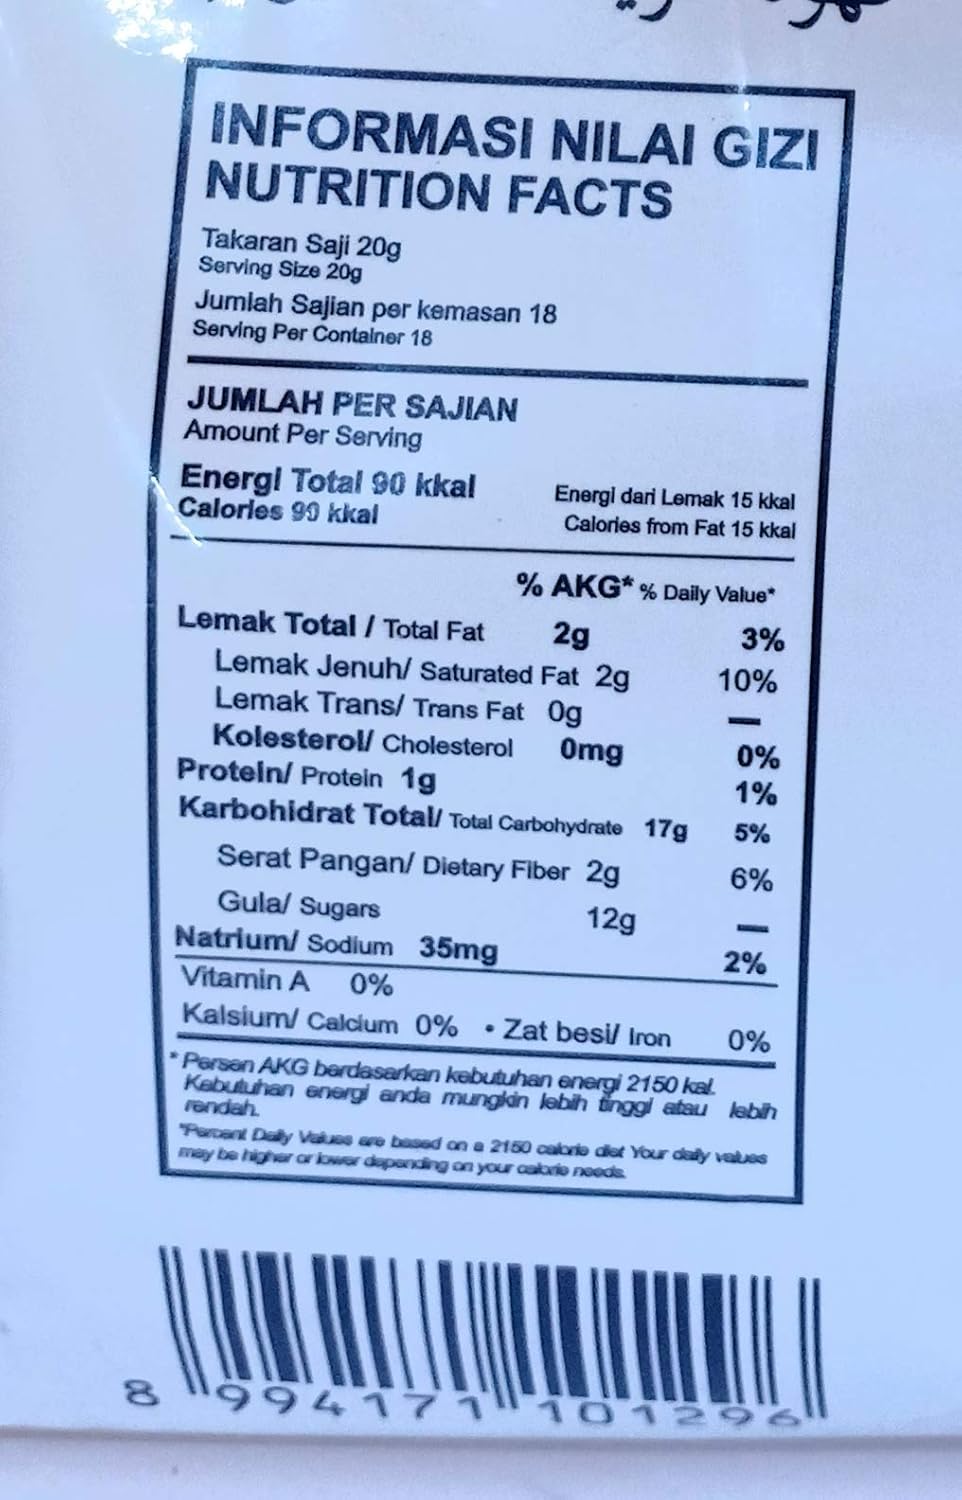 INFORMASI NILAI GIZI
NUTRITION FACTS
Takaran Saji 20g
Serving Size 20g
Jumlah Sajian per kemasan 18
Serving Per Container 18
JUMLAH PER SAJIAN
Amount Per Serving
Energi Total 90 kkal Energi dari Lemak 15 kkal
Calories 90 kkal Calories from Fat 15 kkal
% AKG* % Daily Value*
Lemak Total / Total Fat 2g 3%
Lemak Jenuh/ Saturated Fat 2g 10%
Lemak Trans/ Trans Fat 0g —
Kolesterol/ Cholesterol 0mg 0%
Protein/ Protein 1g 1%
Karbohidrat Total/ Total Carbohydrate 17g 5%
Serat Pangan/ Dietary Fiber 2g 6%
Gula/ Sugars 12g —
Natrium/ Sodium 35mg 2%
Vitamin A 0%
Kalsium/ Calcium 0% • Zat besi/ Iron 0%
* Persen AKG berdasarkan kebutuhan energi 2150 kal.
Kebutuhan energi anda mungkin lebih tinggi atau lebih
rendah.
*Percent Daily Values are based on a 2150 calorie diet Your daily values
may be higher or lower depending on your calorie needs.
8 994171 101296